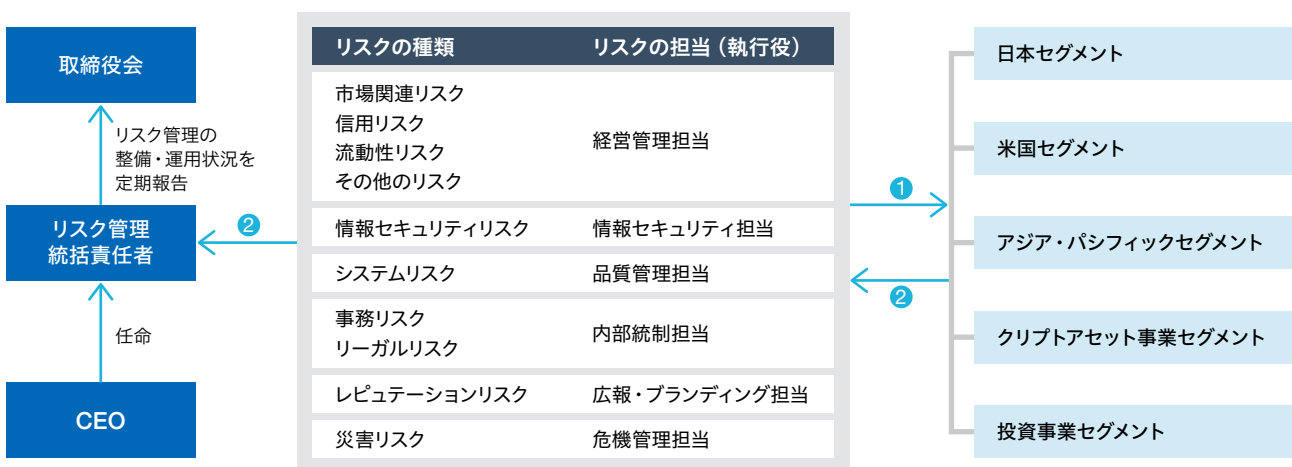 取締役会
リスク管理の
整備・運用状況を
定期報告
リスク管理
統括責任者
任命
CEO
2
リスクの種類 リスクの担当（執行役）
市場関連リスク
信用リスク
流動性リスク
その他のリスク
経営管理担当
情報セキュリティリスク 情報セキュリティ担当
システムリスク 品質管理担当
事務リスク
リーガルリスク
内部統制担当
レピュテーションリスク 広報・ブランディング担当
災害リスク 危機管理担当
1
2
日本セグメント
米国セグメント
アジア・パシフィックセグメント
クリプトアセット事業セグメント
投資事業セグメント